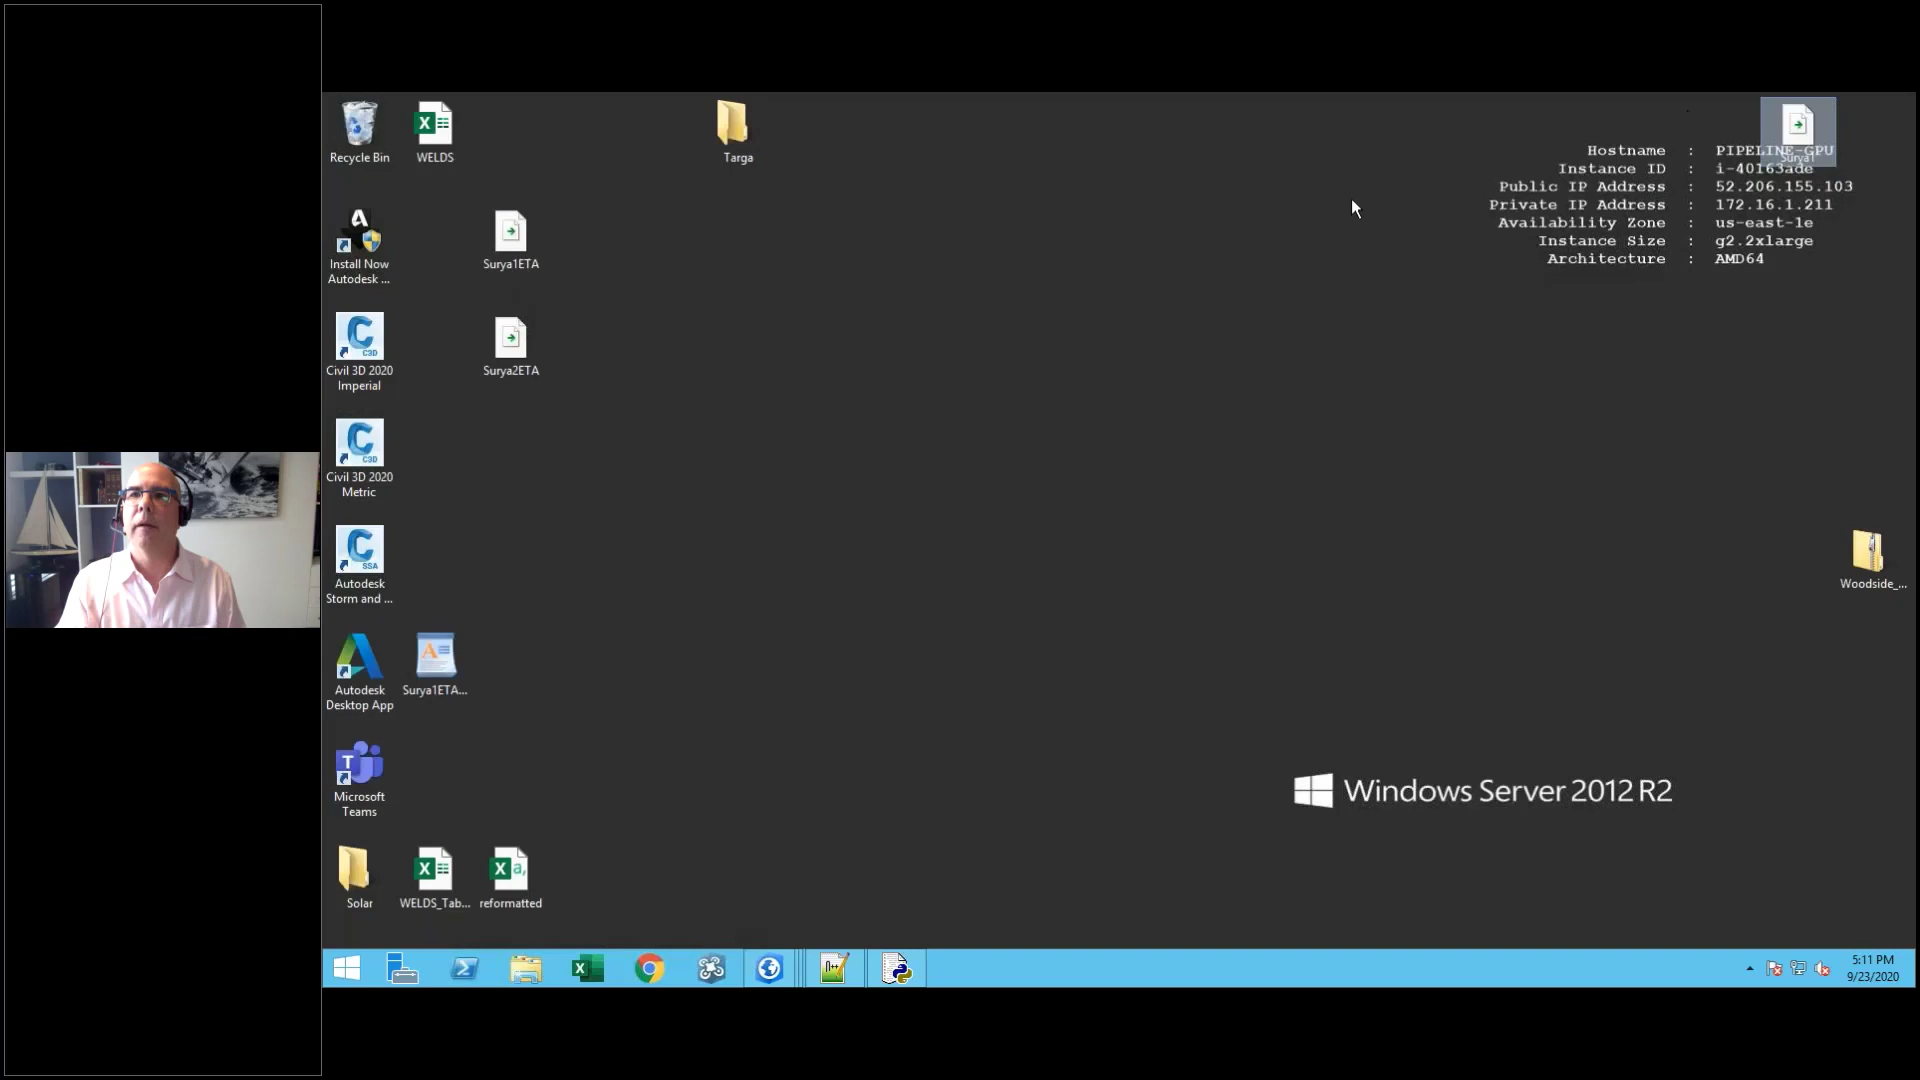 Recycle Bin
WELDS
Targa
Surya1
Hostname : PIPELINE-GPU
Instance ID : i-40163ade
Public IP Address : 52.206.155.103
Private IP Address : 172.16.1.211
Availability Zone : us-east-1e
Instance Size : g2.2xlarge
Architecture : AMD64
Install Now
Autodesk ...
Surya1ETA
Civil 3D 2020
Imperial
Surya2ETA
Civil 3D 2020
Metric
Autodesk
Storm and ...
Woodside_...
Autodesk
Desktop App
Surya1ETA...
Microsoft
Teams
Windows Server 2012 R2
Solar
WELDS_Tab...
reformatted
5:11 PM
9/23/2020